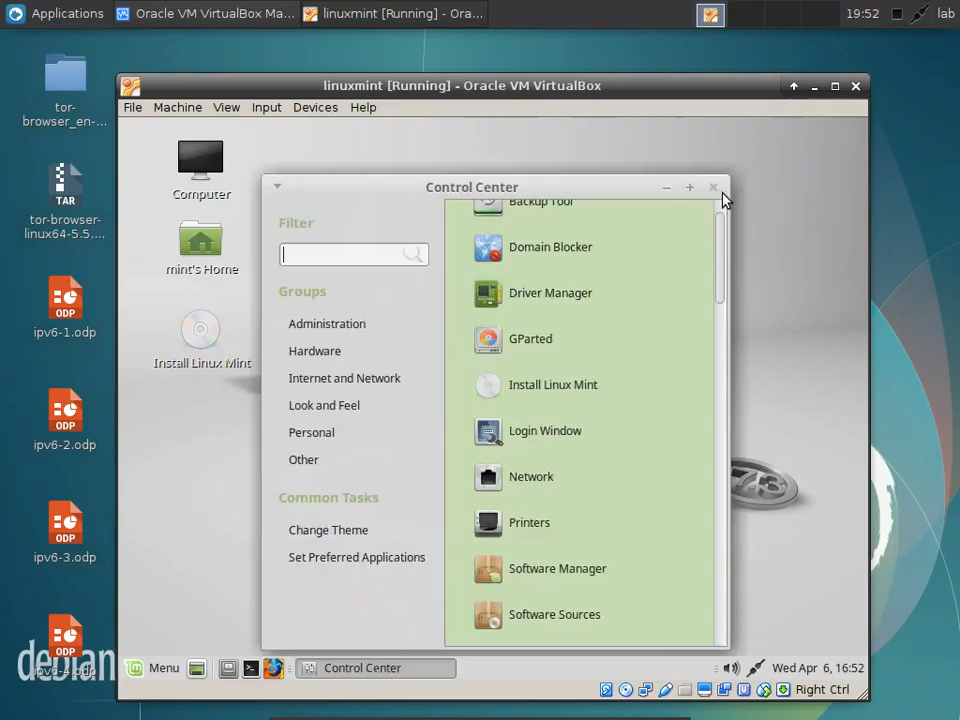 Applications
Oracle VM VirtualBox Ma...
linuxmint [Running] - Ora...
19:52
lab
tor-
browser_en-...
TAR
tor-browser-
linux64-5.5....
ODP
ipv6-1.odp
ODP
ipv6-2.odp
ODP
ipv6-3.odp
ODP
ipv6-4.odp
debian
linuxmint [Running] - Oracle VM VirtualBox
File Machine View Input Devices Help
Computer
mint's Home
Install Linux Mint
Control Center
Filter
Groups
Administration
Hardware
Internet and Network
Look and Feel
Personal
Other
Common Tasks
Change Theme
Set Preferred Applications
Backup Tool
Domain Blocker
Driver Manager
GParted
Install Linux Mint
Login Window
Network
Printers
Software Manager
Software Sources
Menu
Control Center
Wed Apr 6, 16:52
Right Ctrl